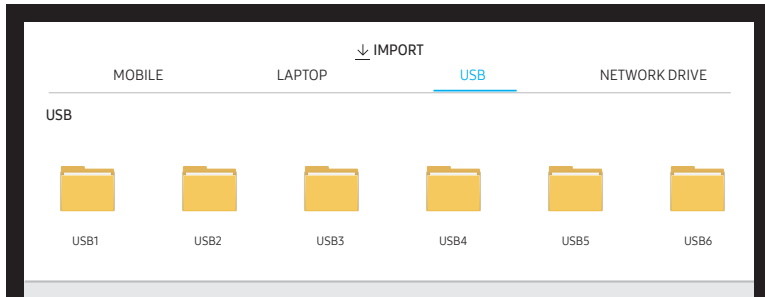 IMPORT
MOBILE LAPTOP USB NETWORK DRIVE
USB
USB1 USB2 USB3 USB4 USB5 USB6